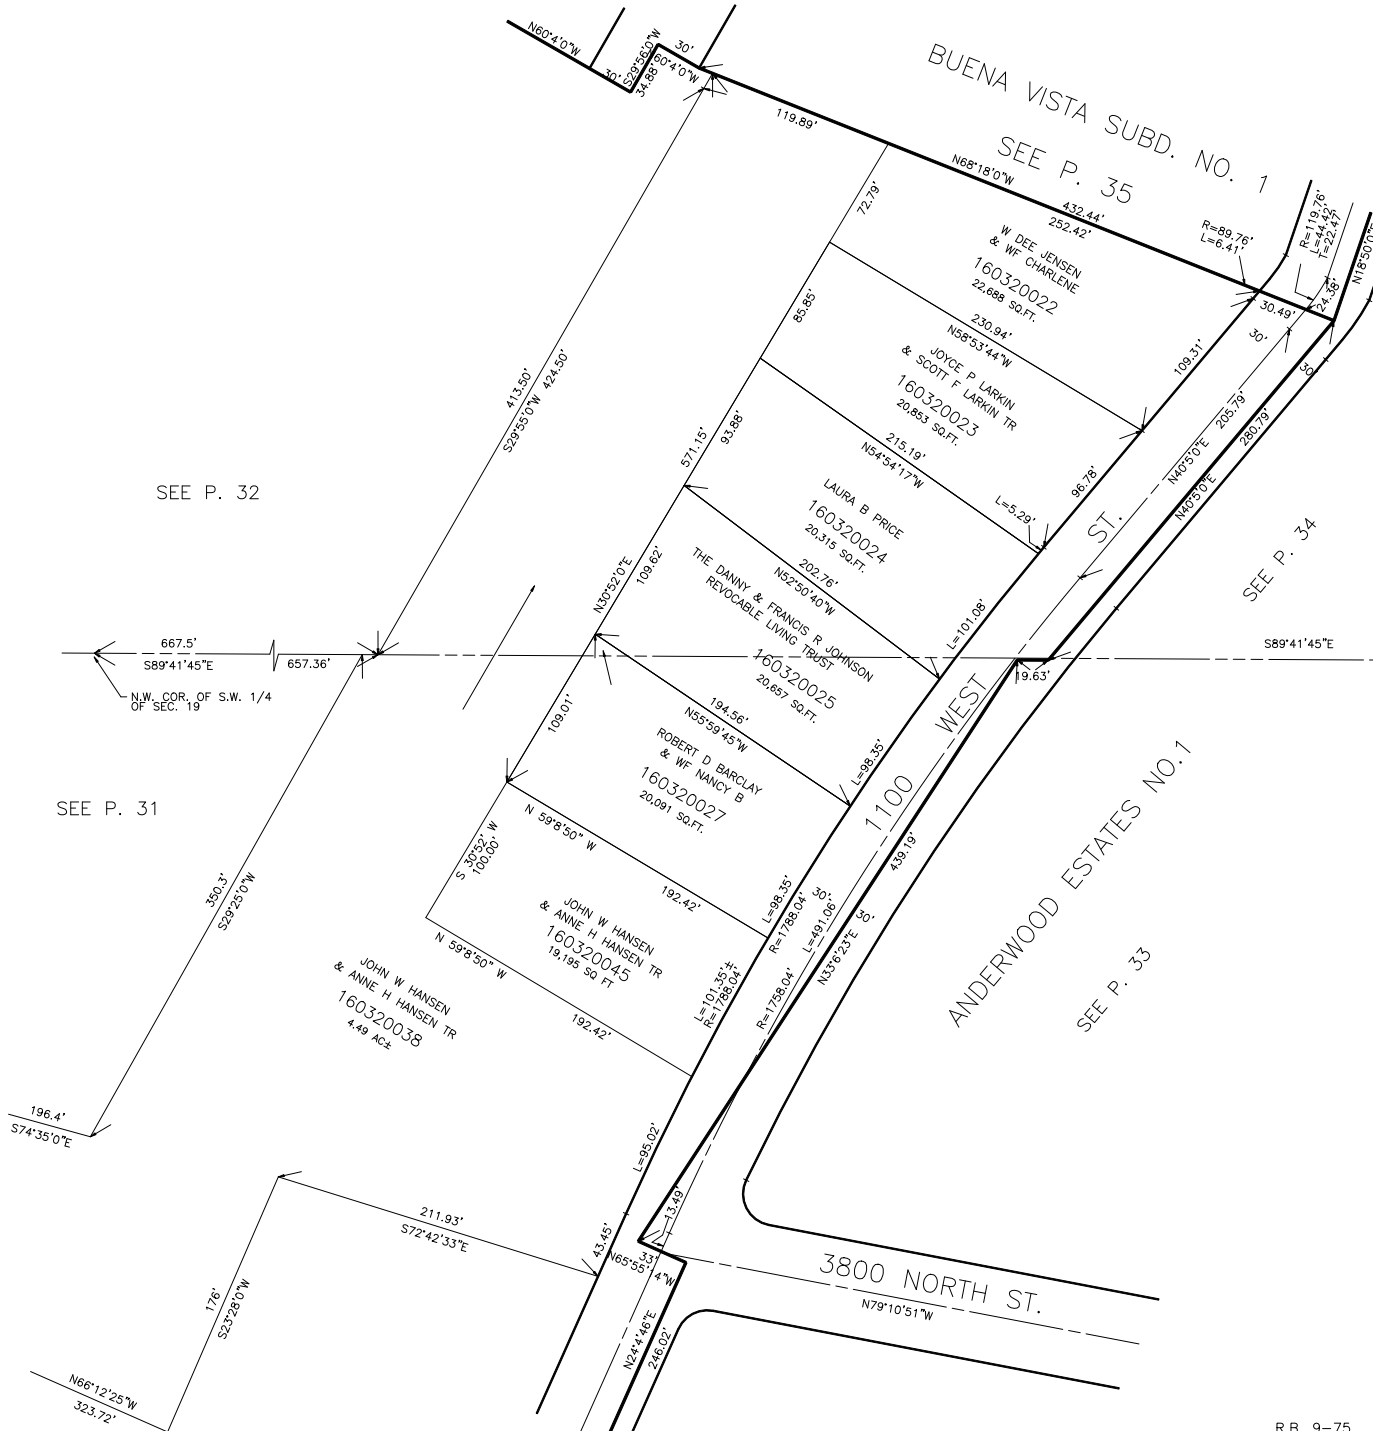 N60°4'0"W
30'
S29°56'0"W
34.88'
30'
60°4'0"W
BUENA VISTA SUBD. NO. 1
SEE P. 35
119.89'
N68°18'0"W
432.44'
252.42'
72.79'
W DEE JENSEN
& WF CHARLENE
160320022
22,688 SQ.FT.
R=89.76'
L=6.41'
R=119.76'
L=44.42'
T=22.47'
N18°50'0"E
24.38'
30.49'
30'
30'
85.85'
230.94'
N58°53'44"W
109.31'
JOYCE P LARKIN
& SCOTT F LARKIN TR
160320023
20,853 SQ.FT.
413.50'
S29°55'0"W 424.50'
571.15'
93.88'
215.19'
N54°54'17"W
96.78'
N40°5'0"E 205.79'
280.79'
N40°5'0"E
L=5.29'
SEE P. 32
LAURA B PRICE
160320024
20,315 SQ.FT.
ST.
SEE P. 34
N30°52'0"E
109.62'
202.76'
N52°50'40"W
THE DANNY & FRANCIS R JOHNSON
REVOCABLE LIVING TRUST
160320025
20,657 SQ.FT.
L=101.08'
667.5'
S89°41'45"E
657.36'
S89°41'45"E
19.63'
N.W. COR. OF S.W. 1/4
OF SEC. 19
WEST
109.01'
194.56'
N55°59'45"W
ROBERT D BARCLAY
& WF NANCY B
160320027
20,091 SQ.FT.
L=98.35'
1100
SEE P. 31
ANDERWOOD ESTATES NO.1
SEE P. 33
N 59°8'50" W
192.42'
S 30°52' W
100.00'
439.19'
L=98.35'
R=1788.04'
30'
L=491.06'
30'
N33°6'23"E
350.3'
S29°25'0"W
JOHN W HANSEN
& ANNE H HANSEN TR
160320045
19,195 SQ FT
N 59°8'50" W
192.42'
L=101.35'±
R=1788.04'
R=1758.04'
JOHN W HANSEN
& ANNE H HANSEN TR
160320038
4.49 AC±
196.4'
S74°35'0"E
L=95.02'
13.49'
211.93'
S72°42'33"E
43.45'
33'
3800 NORTH ST.
N79°10'51"W
176'
S23°28'0"W
N24°4'46"E
246.02'
N66°12'25"W
323.72'
R.B. 9-75